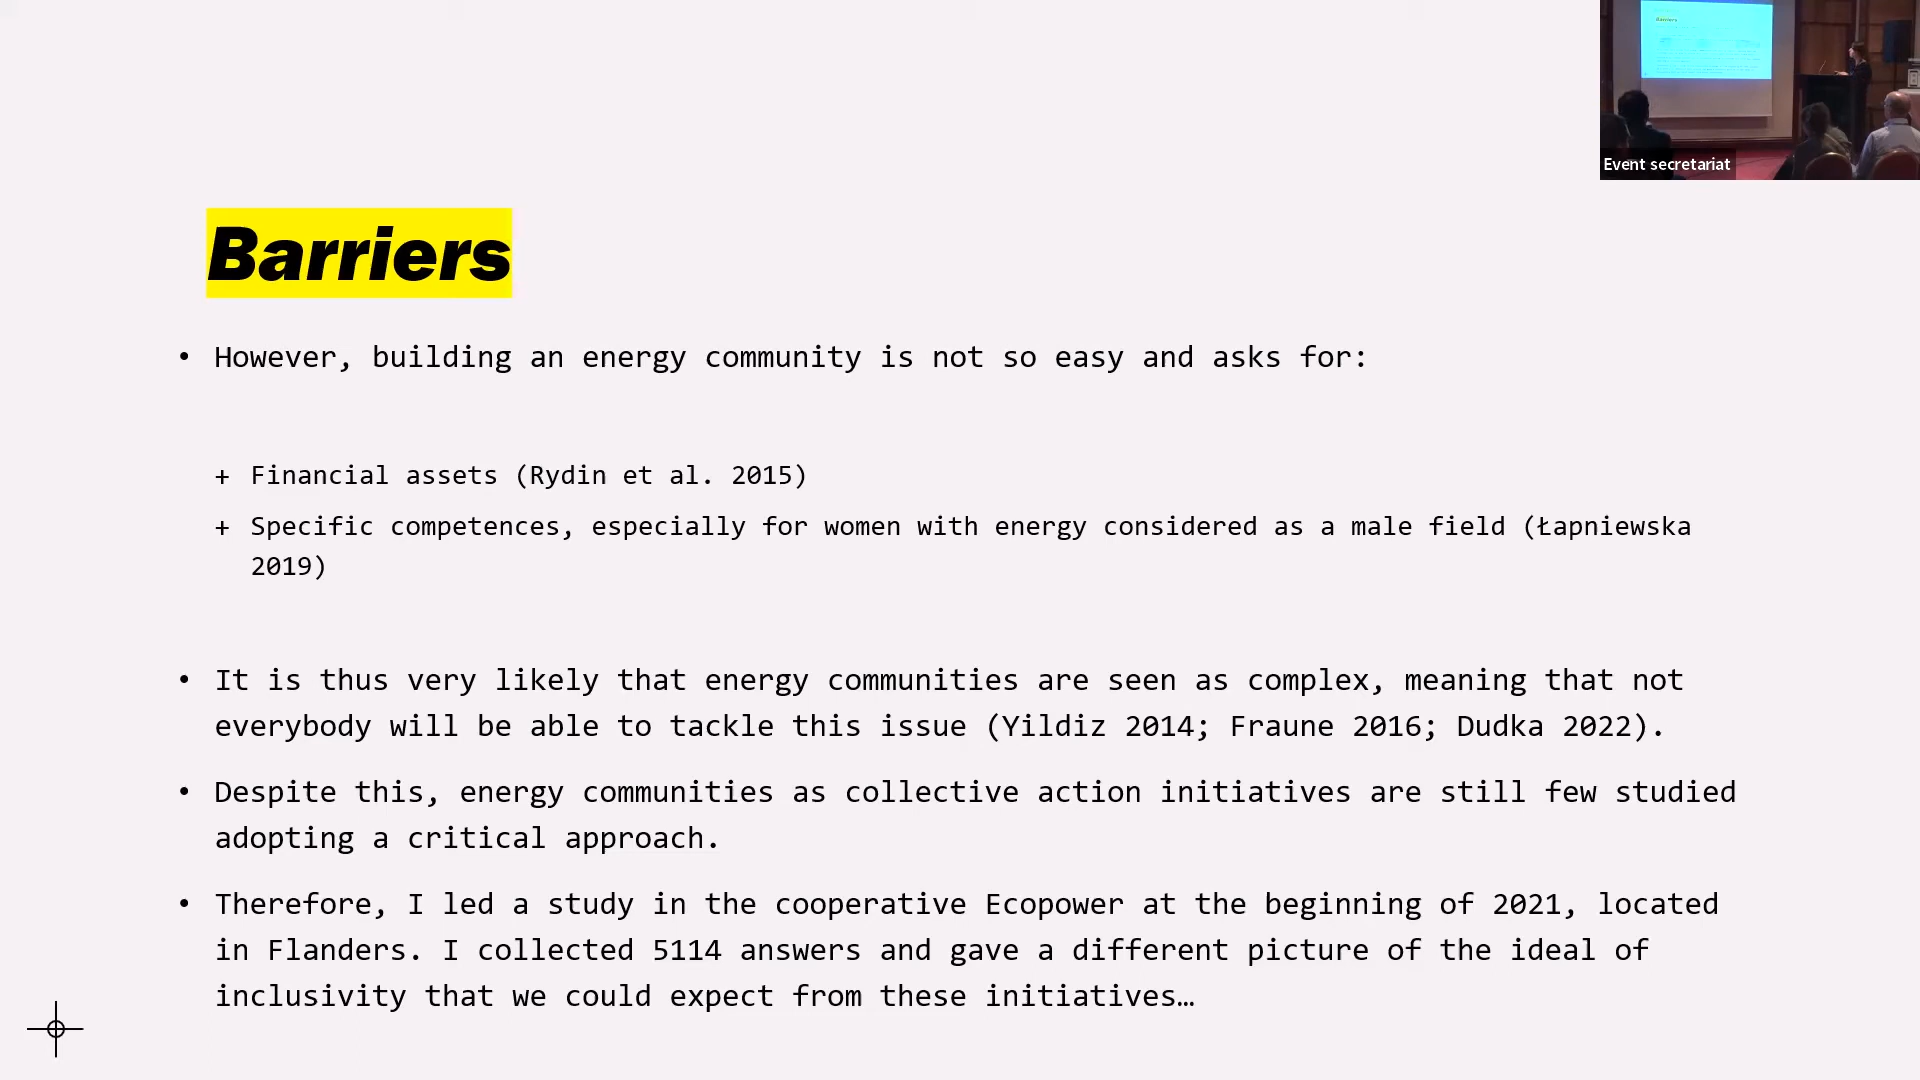 Event secretariat
Barriers
• However, building an energy community is not so easy and asks for:
+ Financial assets (Rydin et al. 2015)
+ Specific competences, especially for women with energy considered as a male field (Łapniewska
2019)
• It is thus very likely that energy communities are seen as complex, meaning that not
everybody will be able to tackle this issue (Yildiz 2014; Fraune 2016; Dudka 2022).
• Despite this, energy communities as collective action initiatives are still few studied
adopting a critical approach.
• Therefore, I led a study in the cooperative Ecopower at the beginning of 2021, located
in Flanders. I collected 5114 answers and gave a different picture of the ideal of
inclusivity that we could expect from these initiatives…